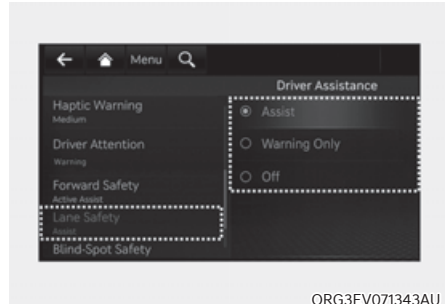 Menu
Driver Assistance
Haptic Warning
Medium
Driver Attention
Warning
Forward Safety
Active Assist
Lane Safety
Assist
Blind-Spot Safety
Assist
Warning Only
Off
ORG3EV071343AU